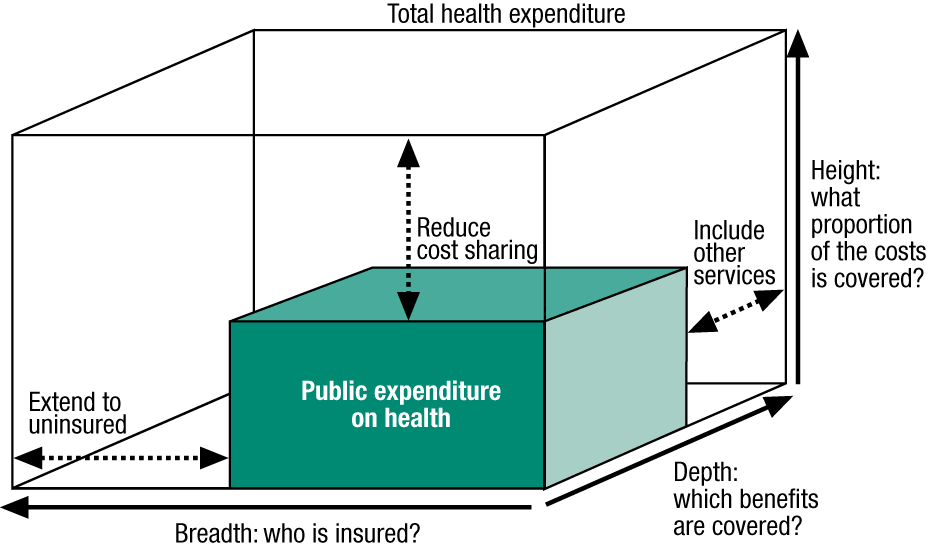 Total health expenditure
Height:
what
proportion
of the costs
is covered?
Reduce
cost sharing
Include
other
services
Public expenditure
on health
Extend to
uninsured
Depth:
which benefits
are covered?
Breadth: who is insured?